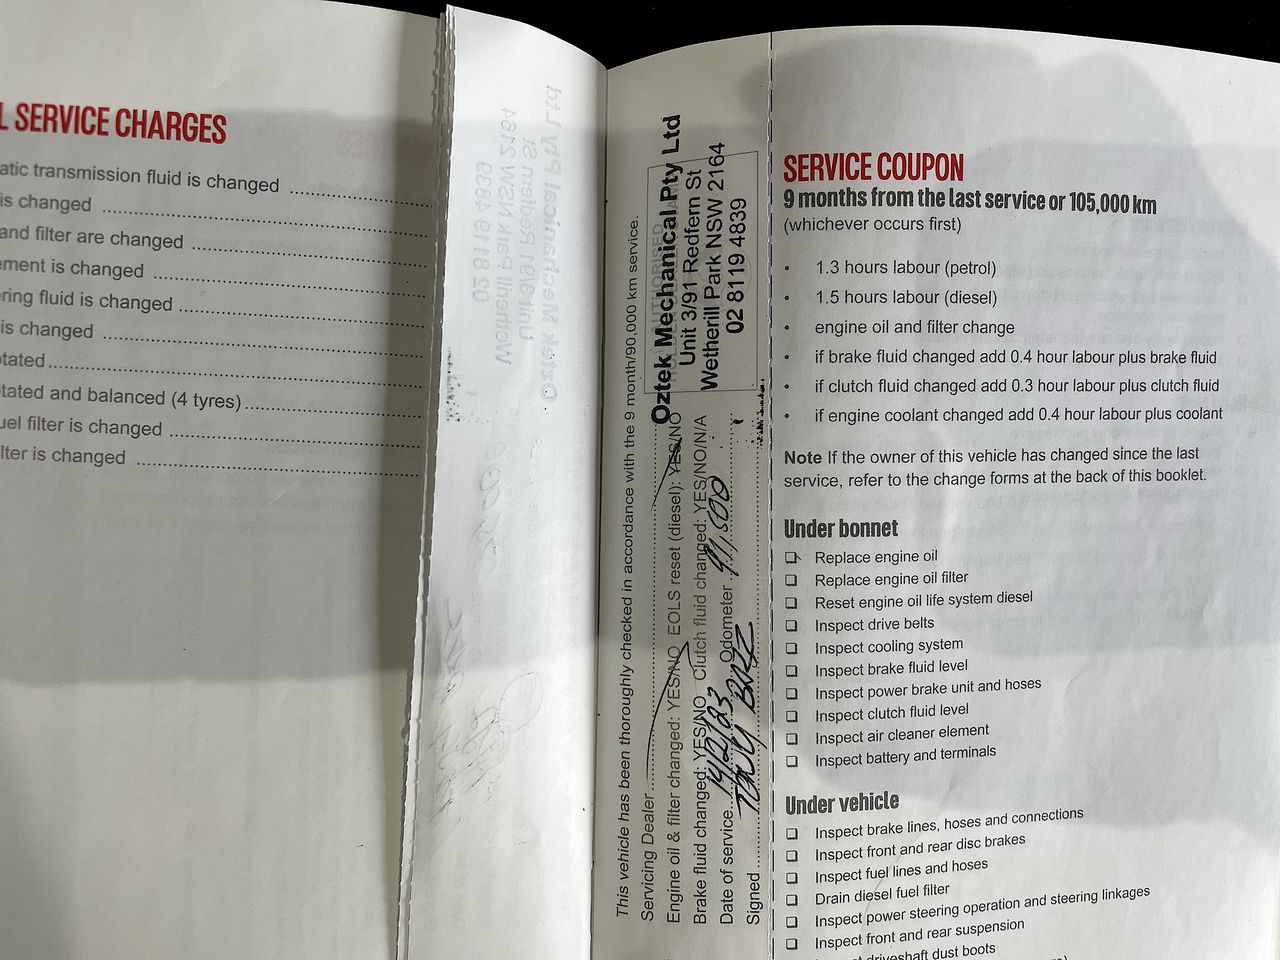 L SERVICE CHARGES
atic transmission fluid is changed
is changed
and filter are changed
ement is changed
ring fluid is changed
is changed
otated
otated and balanced (4 tyres)
uel filter is changed
lter is changed
This vehicle has been thoroughly checked in accordance with the 9 month/90,000 km service.
Oztek Mechanical Pty Ltd
Unit 3/91 Redfern St
Wetherill Park NSW 2164
02 8119 4839
Servicing Dealer
Engine oil & filter changed: YES/NO EOLS reset (diesel): YES/NO
Brake fluid changed: YES/NO Clutch fluid changed: YES/NO/N/A
Date of service 14/2/23 Odometer 91,500
Signed TONY
SERVICE COUPON
9 months from the last service or 105,000 km
(whichever occurs first)
• 1.3 hours labour (petrol)
• 1.5 hours labour (diesel)
• engine oil and filter change
• if brake fluid changed add 0.4 hour labour plus brake fluid
• if clutch fluid changed add 0.3 hour labour plus clutch fluid
• if engine coolant changed add 0.4 hour labour plus coolant
Note If the owner of this vehicle has changed since the last
service, refer to the change forms at the back of this booklet.
Under bonnet
❏ Replace engine oil
❏ Replace engine oil filter
❏ Reset engine oil life system diesel
❏ Inspect drive belts
❏ Inspect cooling system
❏ Inspect brake fluid level
❏ Inspect power brake unit and hoses
❏ Inspect clutch fluid level
❏ Inspect air cleaner element
❏ Inspect battery and terminals
Under vehicle
❏ Inspect brake lines, hoses and connections
❏ Inspect front and rear disc brakes
❏ Inspect fuel lines and hoses
❏ Drain diesel fuel filter
❏ Inspect power steering operation and steering linkages
❏ Inspect front and rear suspension
driveshaft dust boots